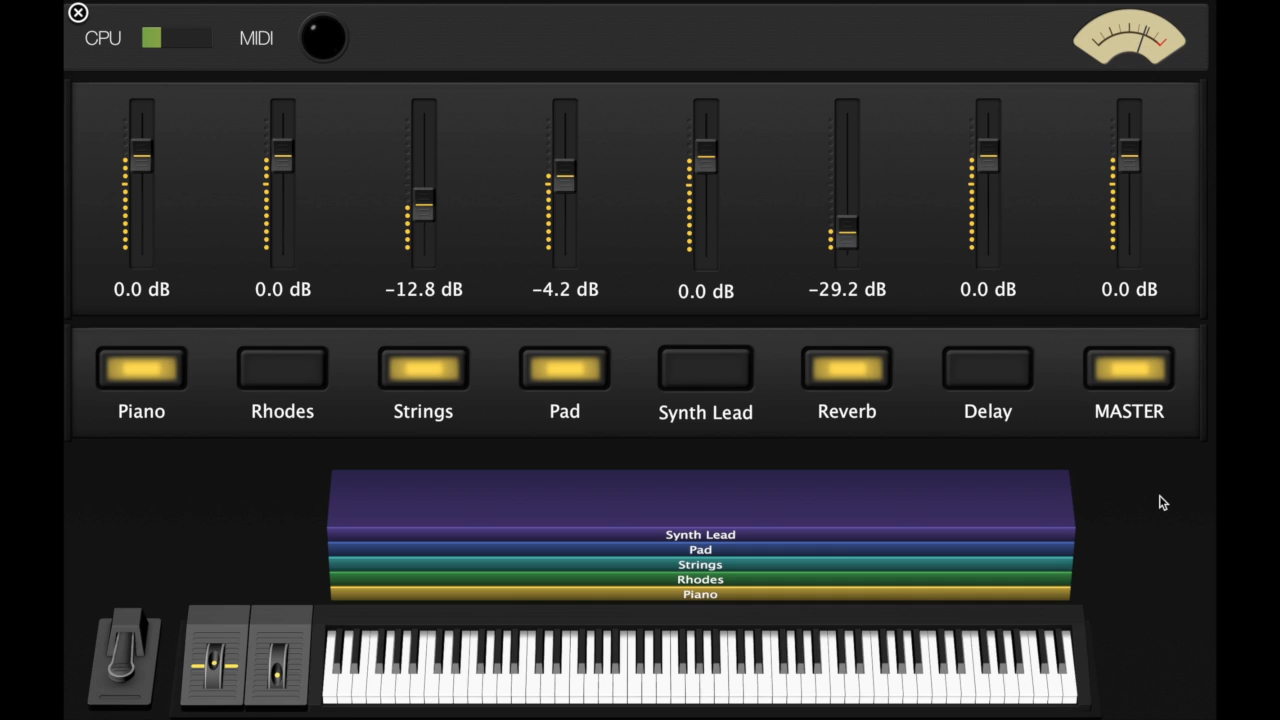 CPU MIDI
0.0 dB 0.0 dB −12.8 dB −4.2 dB 0.0 dB −29.2 dB 0.0 dB 0.0 dB
Piano Rhodes Strings Pad Synth Lead Reverb Delay MASTER
Synth Lead
Pad
Strings
Rhodes
Piano